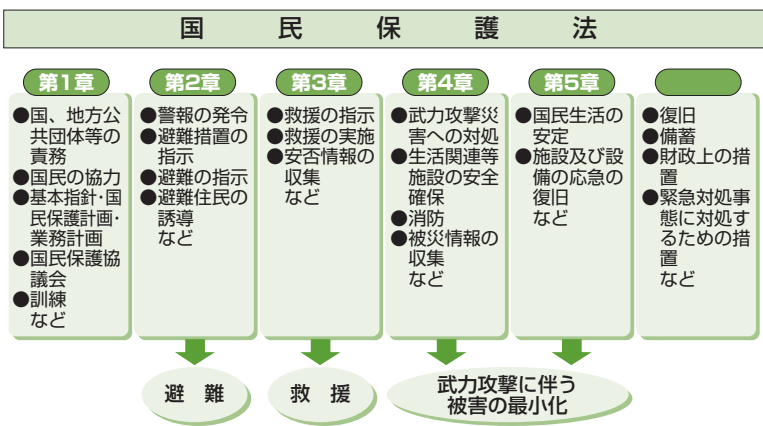 国民保護法
第1章
●国、地方公
共団体等の
責務
●国民の協力
●基本指針・国
民保護計画・
業務計画
●国民保護協
議会
●訓練
など
第2章
●警報の発令
●避難措置の
指示
●避難の指示
●避難住民の
誘導
など
第3章
●救援の指示
●救援の実施
●安否情報の
収集
など
第4章
●武力攻撃災
害への対処
●生活関連等
施設の安全
確保
●消防
●被災情報の
収集
など
第5章
●国民生活の
安定
●施設及び設
備の応急の
復旧
など
●復旧
●備蓄
●財政上の措
置
●緊急対処事
態に対処す
るための措
置
など
避難
救援
武力攻撃に伴う
被害の最小化